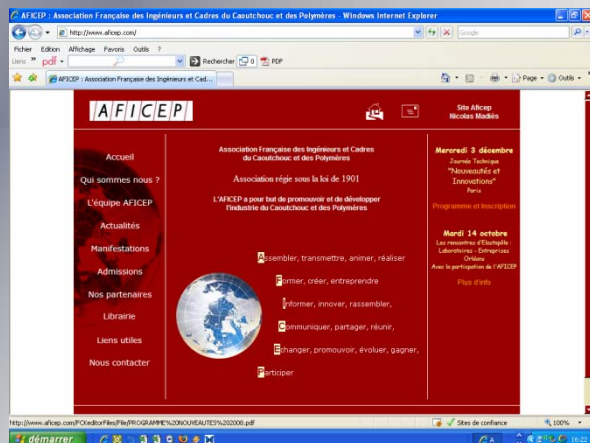 AFICEP : Association Française des Ingénieurs et Cadres du Caoutchouc et des Polymères - Windows Internet Explorer
http://www.aficep.com/
Google
Fichier Edition Affichage Favoris Outils ?
Liens » pdf
Rechercher 0 PDF
AFICEP : Association Française des Ingénieurs et Cad...
Page Outils
AFICEP
Site Aficep
Nicolas Madiès
Accueil
Qui sommes nous ?
L'équipe AFICEP
Actualités
Manifestations
Admissions
Nos partenaires
Librairie
Liens utiles
Nous contacter
Association Française des Ingénieurs et Cadres
du Caoutchouc et des Polymères
Association régie sous la loi de 1901
L'AFICEP a pour but de promouvoir et de développer
l'industrie du Caoutchouc et des Polymères
Assembler, transmettre, animer, réaliser
Former, créer, entreprendre
Informer, innover, rassembler,
Communiquer, partager, réunir,
Echanger, promouvoir, évoluer, gagner,
Participer
Mercredi 3 décembre
Journée Technique
"Nouveautés et
Innovations"
Paris
Programme et Inscription
Mardi 14 octobre
Les rencontres d'Elastopôle :
Laboratoires - Entreprises
Orléans
Avec la participation de l'AFICEP
Plus d'info
http://www.aficep.com/FCKeditorFiles/File/PROGRAMME%20NOUVEAUTES%202008.pdf
Sites de confiance
100%
démarrer
16:22